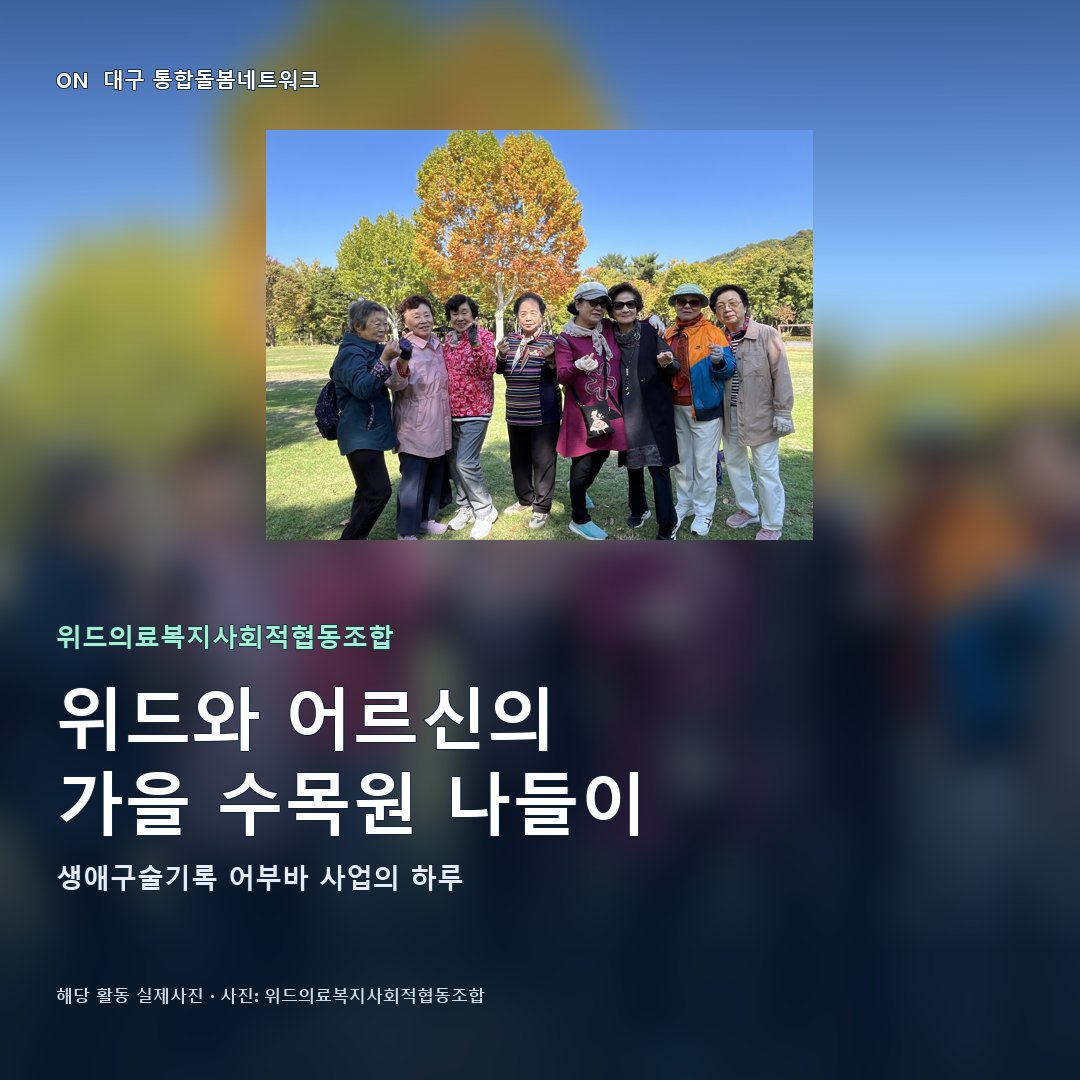 ON 대구 통합돌봄네트워크
위드의료복지사회적협동조합
위드와 어르신의
가을 수목원 나들이
생애구술기록 어부바 사업의 하루
해당 활동 실제사진 · 사진: 위드의료복지사회적협동조합